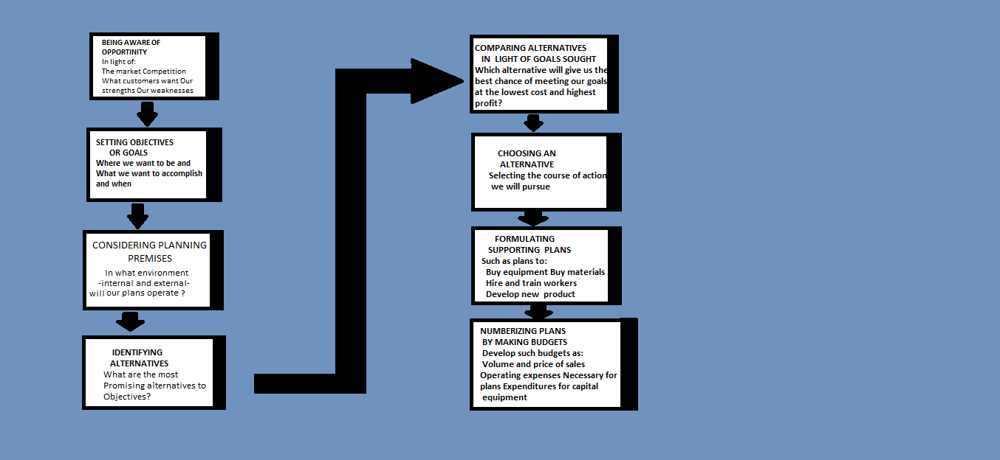 BEING AWARE OF
OPPORTINITY
In light of:
The market Competition
What customers want Our
strengths Our weaknesses
SETTING OBJECTIVES
OR GOALS
Where we want to be and
What we want to accomplish
and when
CONSIDERING PLANNING
PREMISES
In what environment
-internal and external-
will our plans operate ?
IDENTIFYING
ALTERNATIVES
What are the most
Promising alternatives to
Objectives?
COMPARING ALTERNATIVES
IN LIGHT OF GOALS SOUGHT
Which alternative will give us the
best chance of meeting our goals
at the lowest cost and highest
profit?
CHOOSING AN
ALTERNATIVE
Selecting the course of action
we will pursue
FORMULATING
SUPPORTING PLANS
Such as plans to:
Buy equipment Buy materials
Hire and train workers
Develop new product
NUMBERIZING PLANS
BY MAKING BUDGETS
Develop such budgets as:
Volume and price of sales
Operating expenses Necessary for
plans Expenditures for capital
equipment